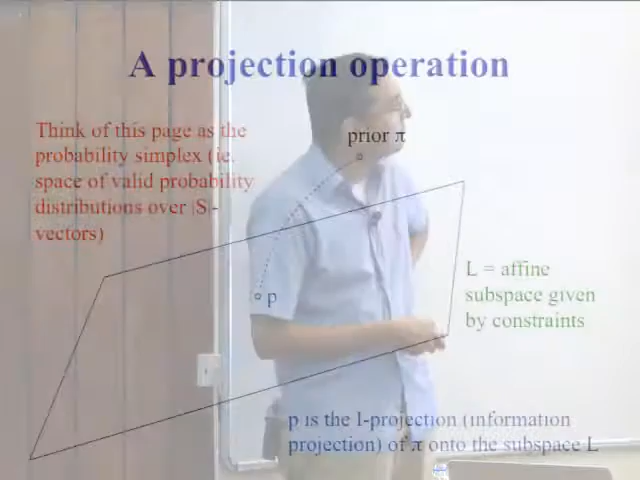 A projection operation
Think of this page as the
probability simplex (ie.
space of valid probability
distributions over |S|-
vectors)
prior π
p
L = affine
subspace given
by constraints
p is the I-projection (information
projection) of π onto the subspace L